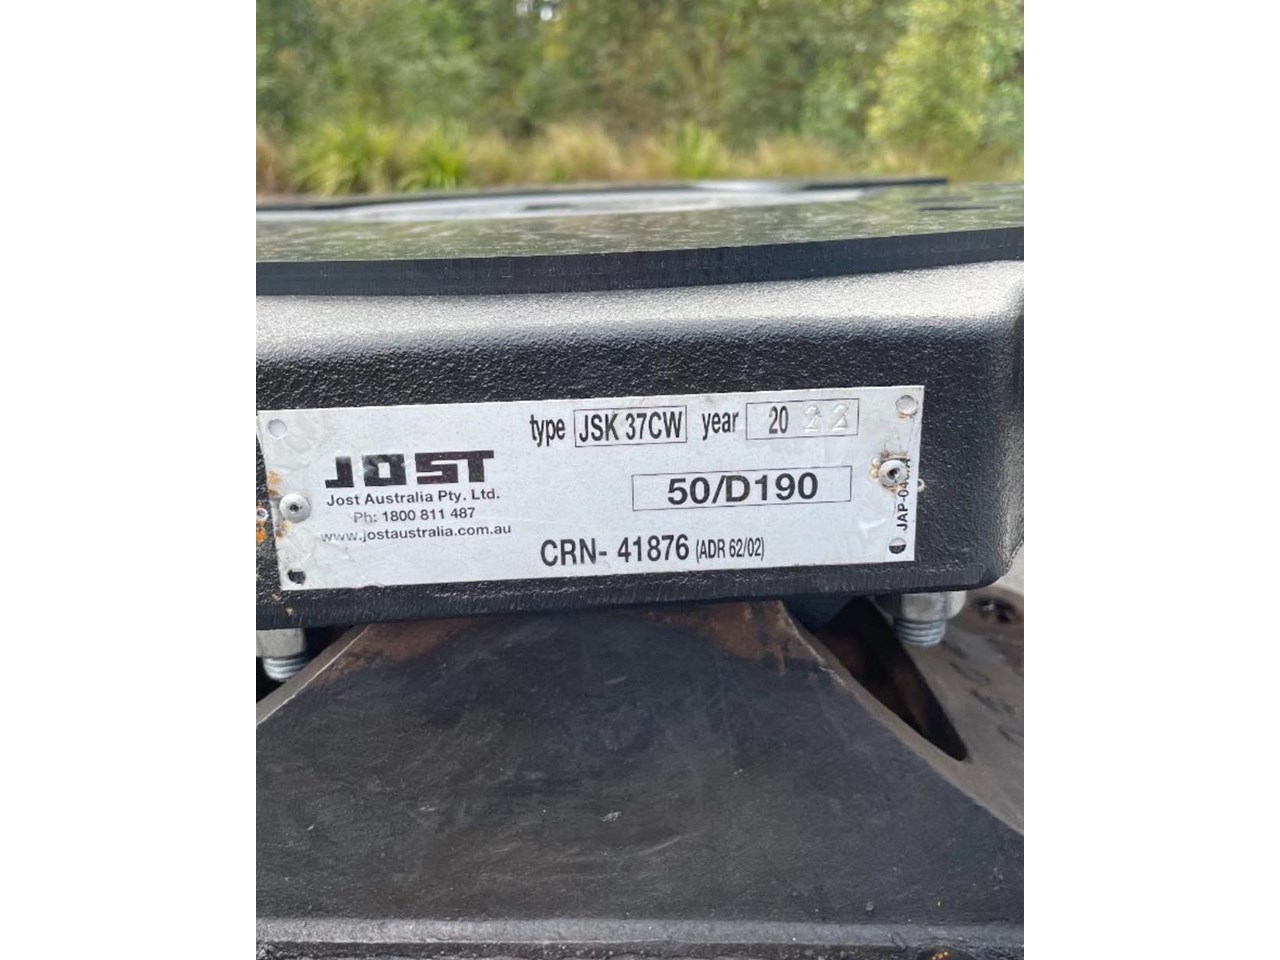 type JSK 37CW year 20 22
JOST
50/D190
Jost Australia Pty. Ltd.
Ph: 1800 811 487
www.jostaustralia.com.au
CRN- 41876 (ADR 62/02)